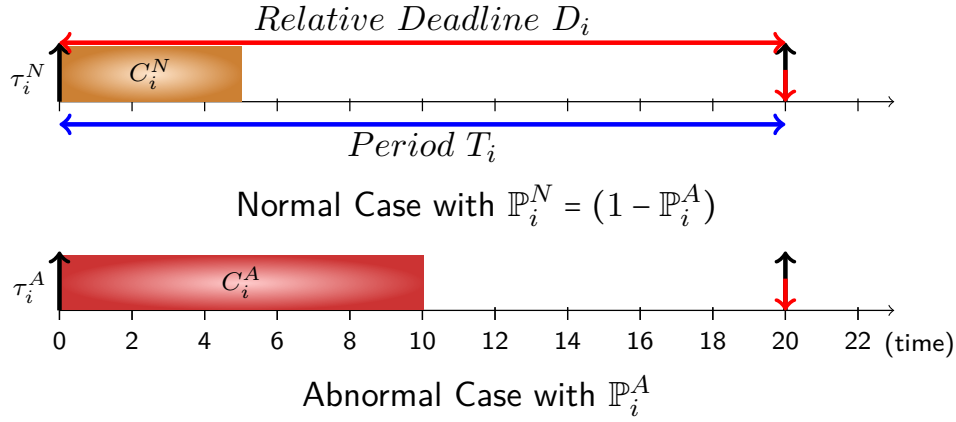 Relative Deadline D_i
τ_i^N C_i^N
Period T_i
Normal Case with ℙ_i^N = (1 − ℙ_i^A)
τ_i^A C_i^A
0 2 4 6 8 10 12 14 16 18 20 22 (time)
Abnormal Case with ℙ_i^A